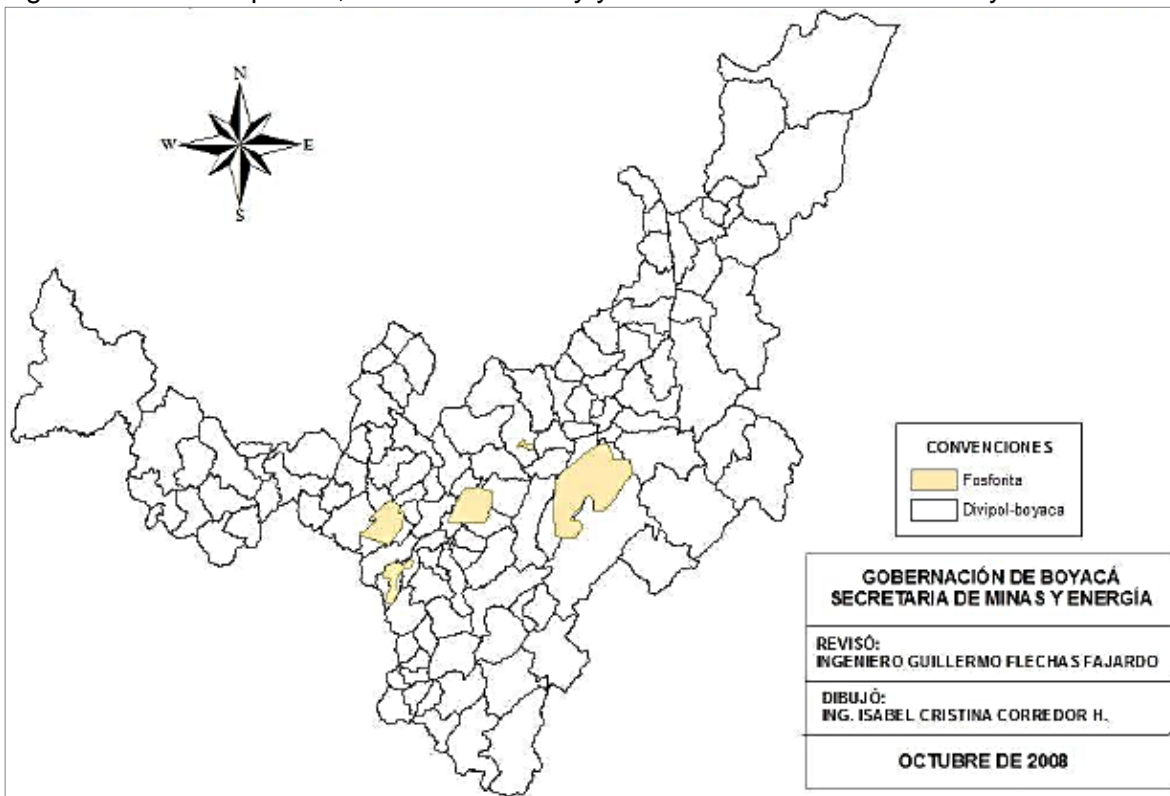 N
W E
S
CONVENCIONES
Fosforita
Divipol-boyaca
GOBERNACIÓN DE BOYACÁ
SECRETARIA DE MINAS Y ENERGÍA
REVISÓ:
INGENIERO GUILLERMO FLECHAS FAJARDO
DIBUJÓ:
ING. ISABEL CRISTINA CORREDOR H.
OCTUBRE DE 2008